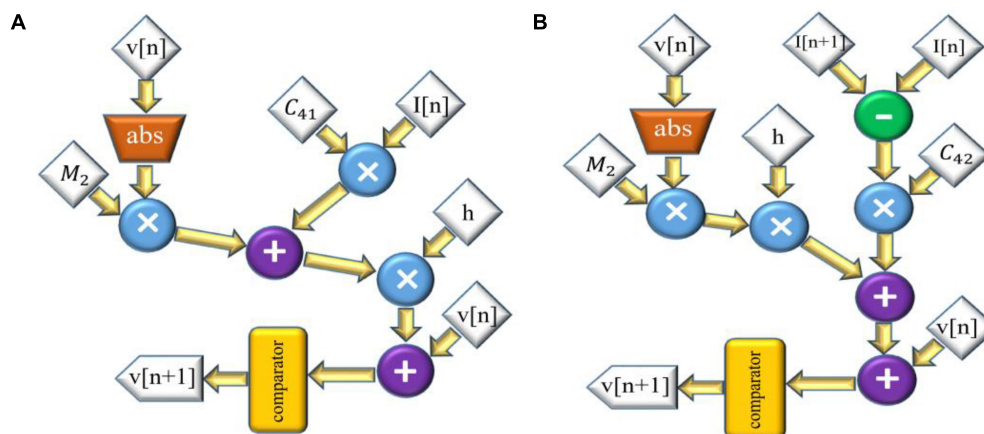 A
v[n]
abs
M₂
×
C₄₁
I[n]
×
+
h
×
v[n]
+
comparator
v[n+1]
B
v[n]
abs
M₂
×
h
×
I[n+1]
I[n]
-
C₄₂
×
+
v[n]
+
comparator
v[n+1]